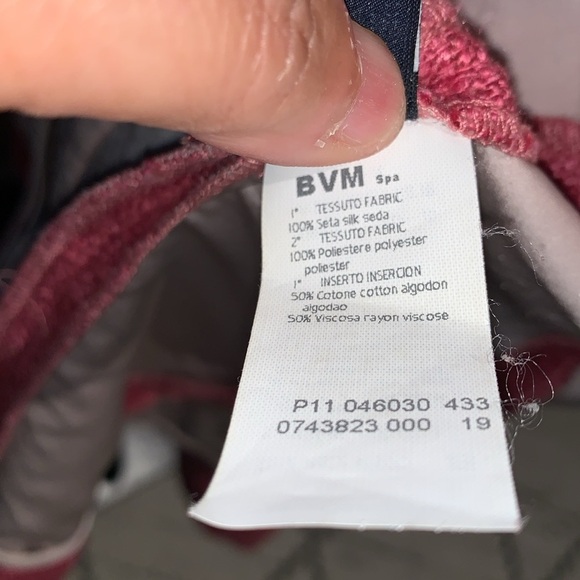 BVM Spa
1° TESSUTO FABRIC
100% Seta silk seda
2° TESSUTO FABRIC
100% Poliestere polyester
poliester
1° INSERTO INSERCION
50% Cotone cotton algodon
algodao
50% Viscosa rayon viscose
P11 046030 433
0743823 000 19